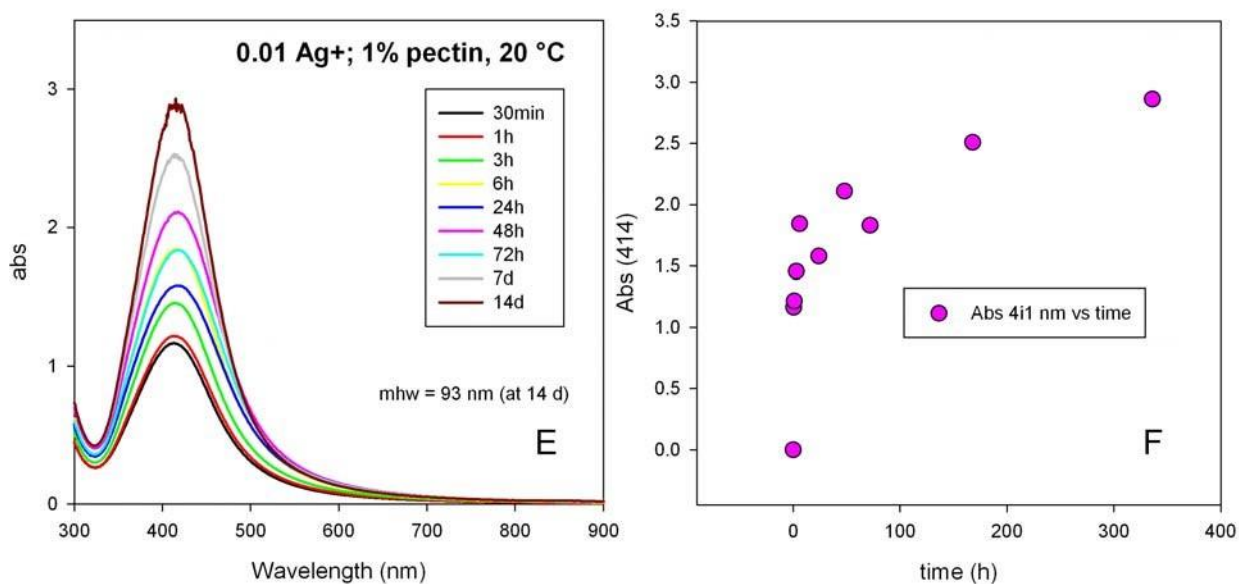 0.01 Ag+; 1% pectin, 20 °C
3
2
1
0
abs
30min
1h
3h
6h
24h
48h
72h
7d
14d
mhw = 93 nm (at 14 d)
E
300 400 500 600 700 800 900
Wavelength (nm)
3.5
3.0
2.5
2.0
1.5
1.0
0.5
0.0
Abs (414)
Abs 4i1 nm vs time
F
0 100 200 300 400
time (h)